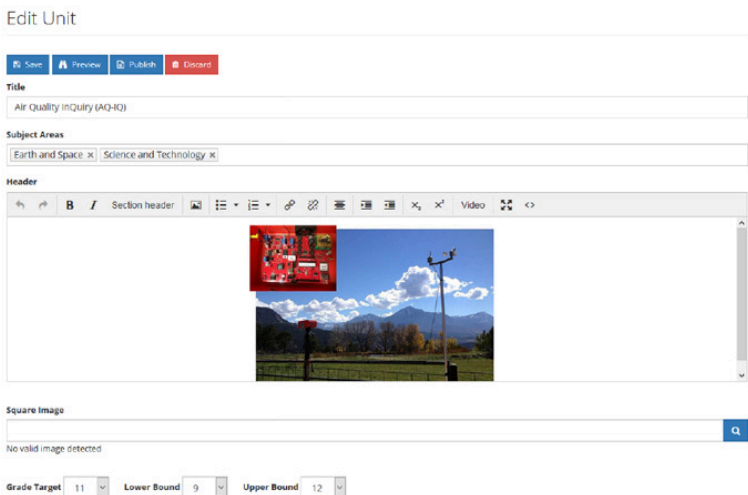 Edit Unit
Save Preview Publish Discard
Title
Air Quality InQuiry (AQ-IQ)
Subject Areas
Earth and Space × Science and Technology ×
Header
B I Section header X₂ X² Video <>
Square Image
No valid image detected
Grade Target 11 Lower Bound 9 Upper Bound 12